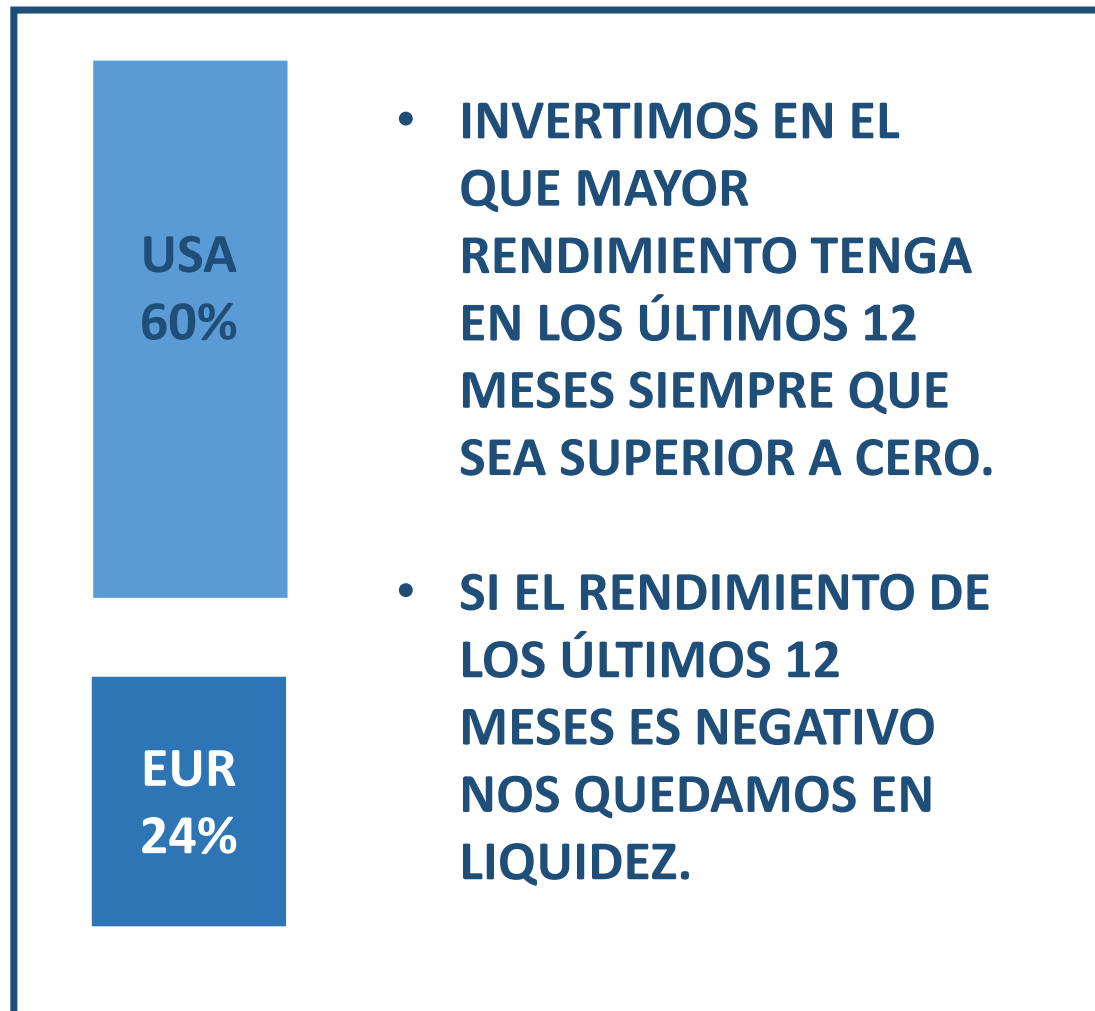 USA
60%
EUR
24%
• INVERTIMOS EN EL
QUE MAYOR
RENDIMIENTO TENGA
EN LOS ÚLTIMOS 12
MESES SIEMPRE QUE
SEA SUPERIOR A CERO.
• SI EL RENDIMIENTO DE
LOS ÚLTIMOS 12
MESES ES NEGATIVO
NOS QUEDAMOS EN
LIQUIDEZ.